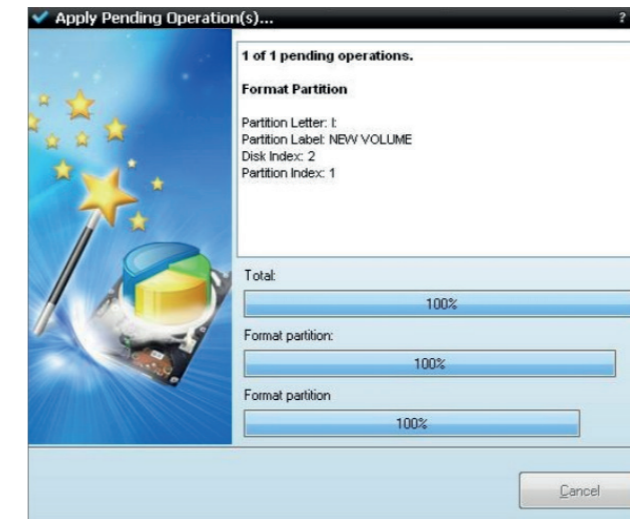 Apply Pending Operation(s)...
?
1 of 1 pending operations.
Format Partition
Partition Letter: I:
Partition Label: NEW VOLUME
Disk Index: 2
Partition Index: 1
Total:
100%
Format partition:
100%
Format partition
100%
Cancel